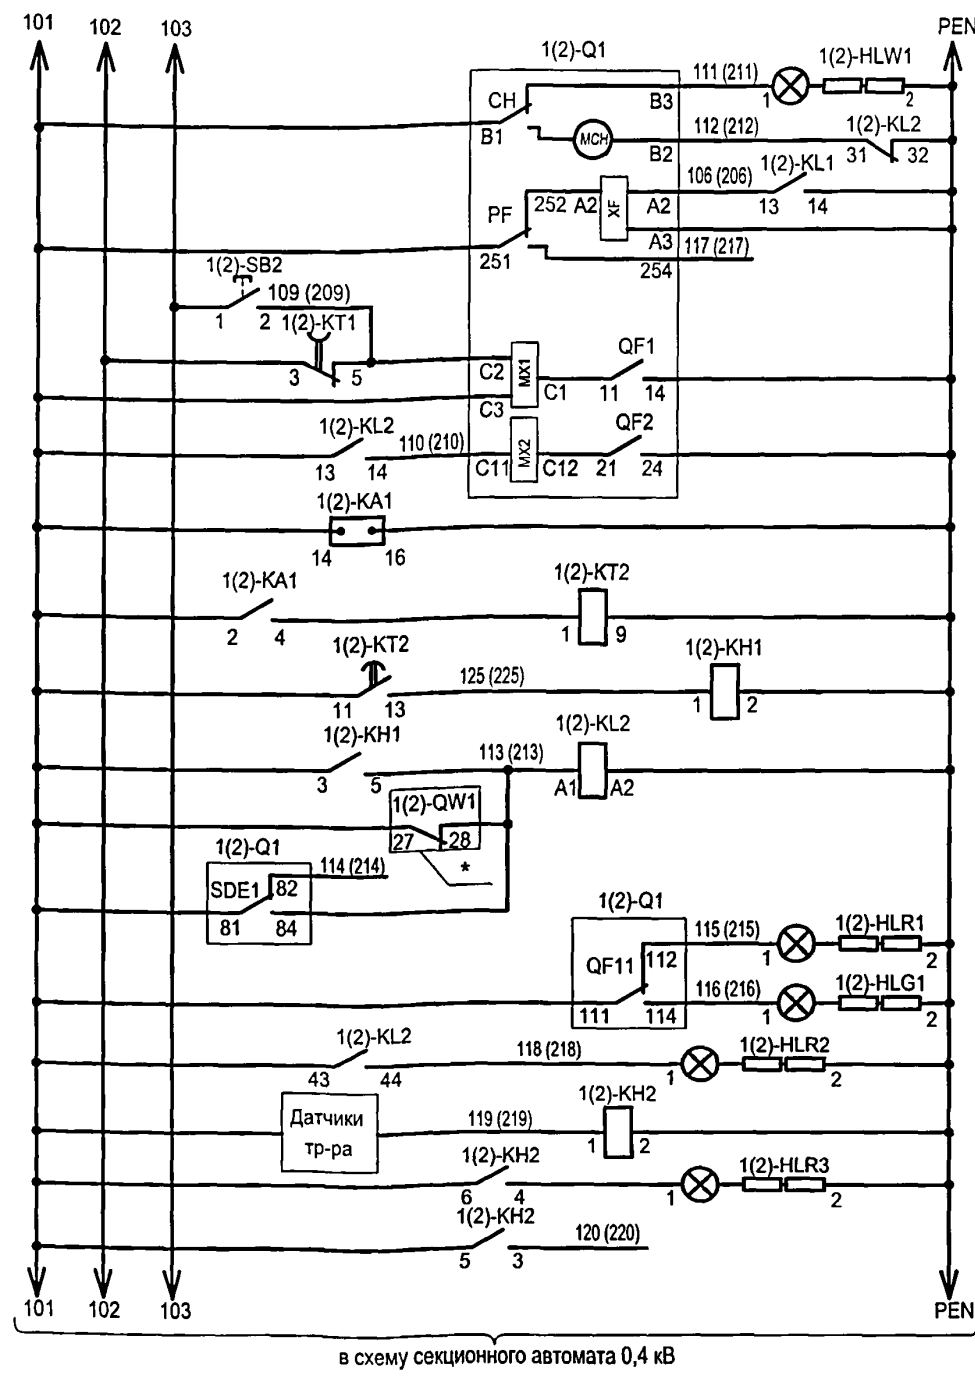 101 102 103 PEN
1(2)-Q1 1(2)-HLW1
CH B1 B3 111 (211) 1 2
MCH B2 112 (212) 1(2)-KL2 31 32
PF 251 252 A2 XF A2 106 (206) 1(2)-KL1 13 14
A3
254 117 (217)
1(2)-SB2
1 2 109 (209)
1(2)-KT1
3 5 C2 MX1 C1 QF1 11 14
C3
1(2)-KL2
13 14 110 (210) C11 MX2 C12 QF2 21 24
1(2)-KA1
14 16
1(2)-KA1 1(2)-KT2
2 4 1 9
1(2)-KT2 1(2)-KH1
11 13 125 (225) 1 2
1(2)-KH1 1(2)-KL2
3 5 113 (213) A1 A2
1(2)-QW1
27 28
*
1(2)-Q1
SDE1 82 114 (214)
81 84
1(2)-Q1
QF11 112 115 (215) 1 1(2)-HLR1 2
111 114 116 (216) 1 1(2)-HLG1 2
1(2)-KL2
43 44 118 (218) 1 1(2)-HLR2 2
Датчики
тр-ра
119 (219) 1(2)-KH2
1 2
1(2)-KH2 1(2)-HLR3
6 4 1 2
1(2)-KH2
5 3 120 (220)
101 102 103 PEN
в схему секционного автомата 0,4 кВ